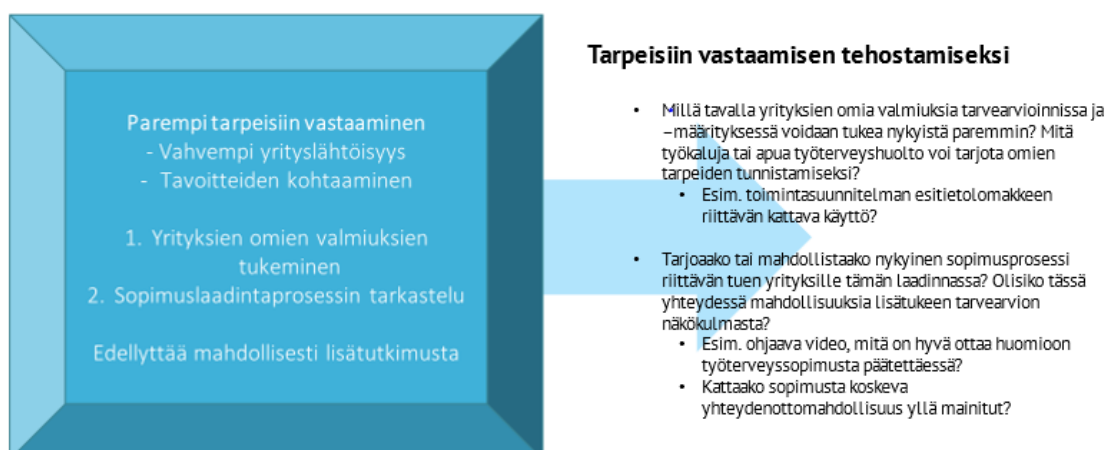 Parempi tarpeisiin vastaaminen
- Vahvempi yrityslähtöisyys
- Tavoitteiden kohtaaminen
1. Yrityksien omien valmiuksien
tukeminen
2. Sopimuslaadintaprosessin tarkastelu
Edellyttää mahdollisesti lisätutkimusta
Tarpeisiin vastaamisen tehostamiseksi
• Millä tavalla yrityksien omia valmiuksia tarvearvioinnissa ja
–määrityksessä voidaan tukea nykyistä paremmin? Mitä
työkaluja tai apua työterveyshuolto voi tarjota omien
tarpeiden tunnistamiseksi?
• Esim. toimintasuunnitelman esitietolomakkeen
riittävän kattava käyttö?
• Tarjoaako tai mahdollistaako nykyinen sopimusprosessi
riittävän tuen yrityksille tämän laadinnassa? Olisiko tässä
yhteydessä mahdollisuuksia lisätukeen tarvearvion
näkökulmasta?
• Esim. ohjaava video, mitä on hyvä ottaa huomioon
työterveyssopimusta päätettäessä?
• Kattaako sopimusta koskeva
yhteydenottomahdollisuus yllä mainitut?